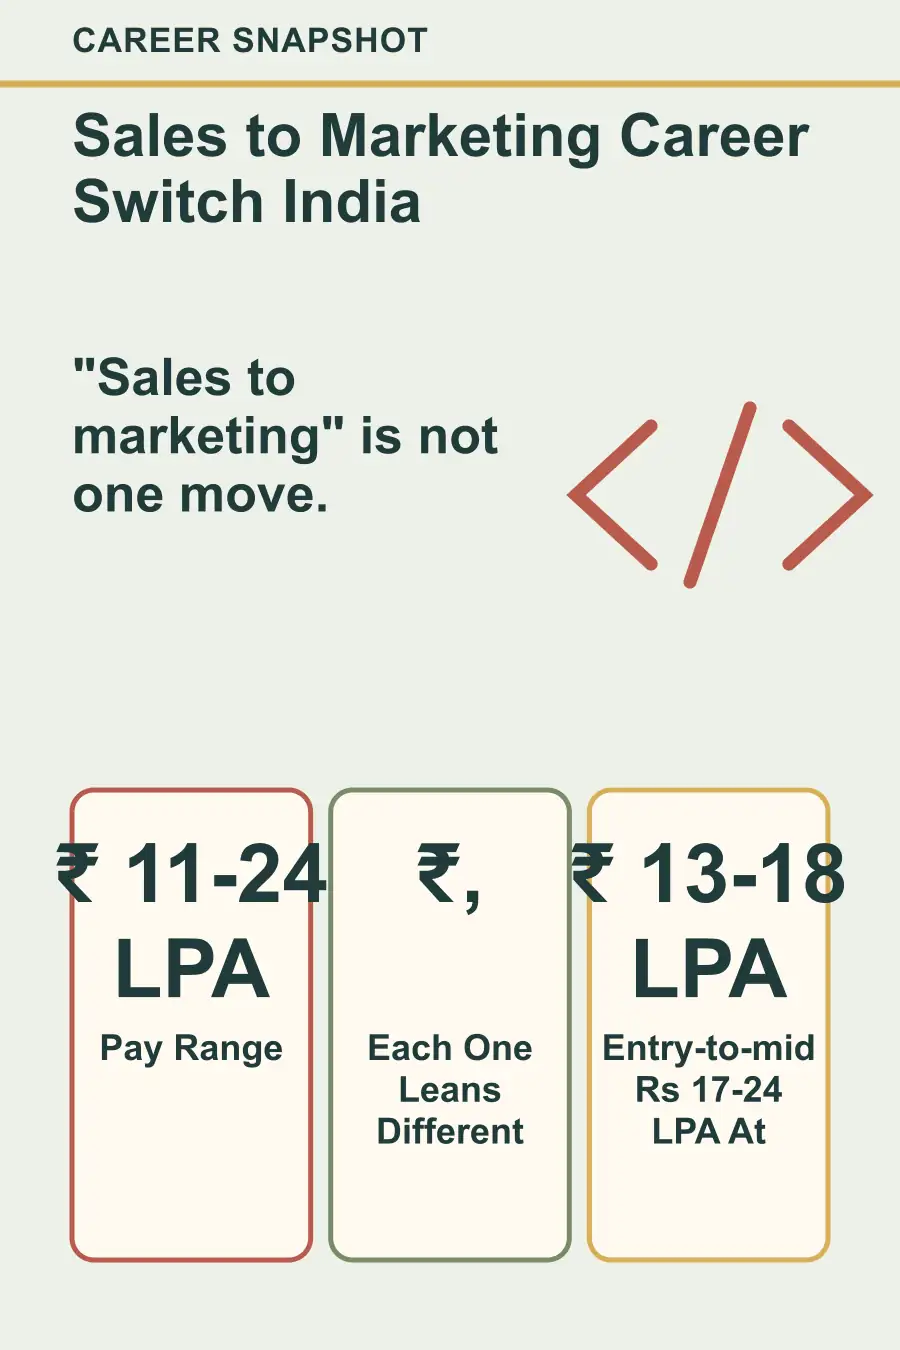 CAREER SNAPSHOT
Sales to Marketing Career
Switch India
"Sales to
marketing" is not
one move.
</>
₹ 11-24
LPA
Pay Range
₹,
Each One
Leans
Different
₹ 13-18
LPA
Entry-to-mid
Rs 17-24
LPA At